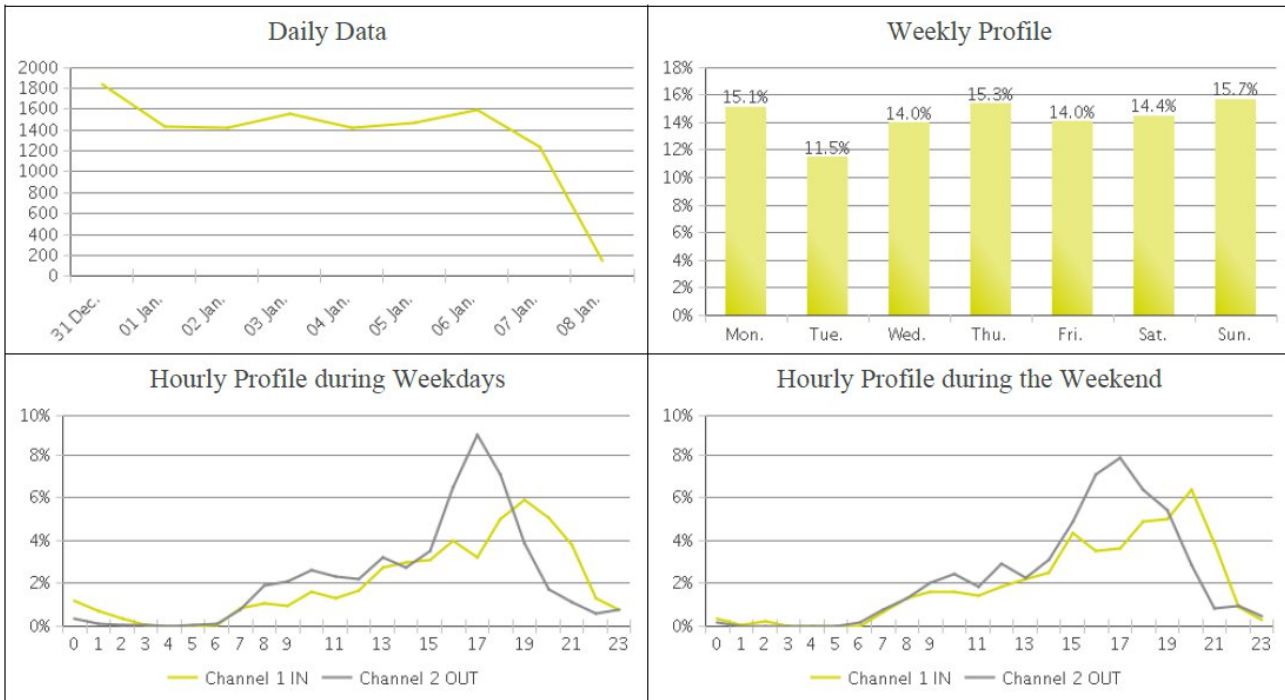 Daily Data
2000
1800
1600
1400
1200
1000
800
600
400
200
0
31 Dec.
01 Jan.
02 Jan.
03 Jan.
04 Jan.
05 Jan.
06 Jan.
07 Jan.
08 Jan.
Weekly Profile
18%
16%
14%
12%
10%
8%
6%
4%
2%
0%
15.1%
11.5%
14.0%
15.3%
14.0%
14.4%
15.7%
Mon. Tue. Wed. Thu. Fri. Sat. Sun.
Hourly Profile during Weekdays
10%
8%
6%
4%
2%
0%
0 1 2 3 4 5 6 7 8 9 11 13 15 17 19 21 23
Channel 1 IN Channel 2 OUT
Hourly Profile during the Weekend
10%
8%
6%
4%
2%
0%
0 1 2 3 4 5 6 7 8 9 11 13 15 17 19 21 23
Channel 1 IN Channel 2 OUT